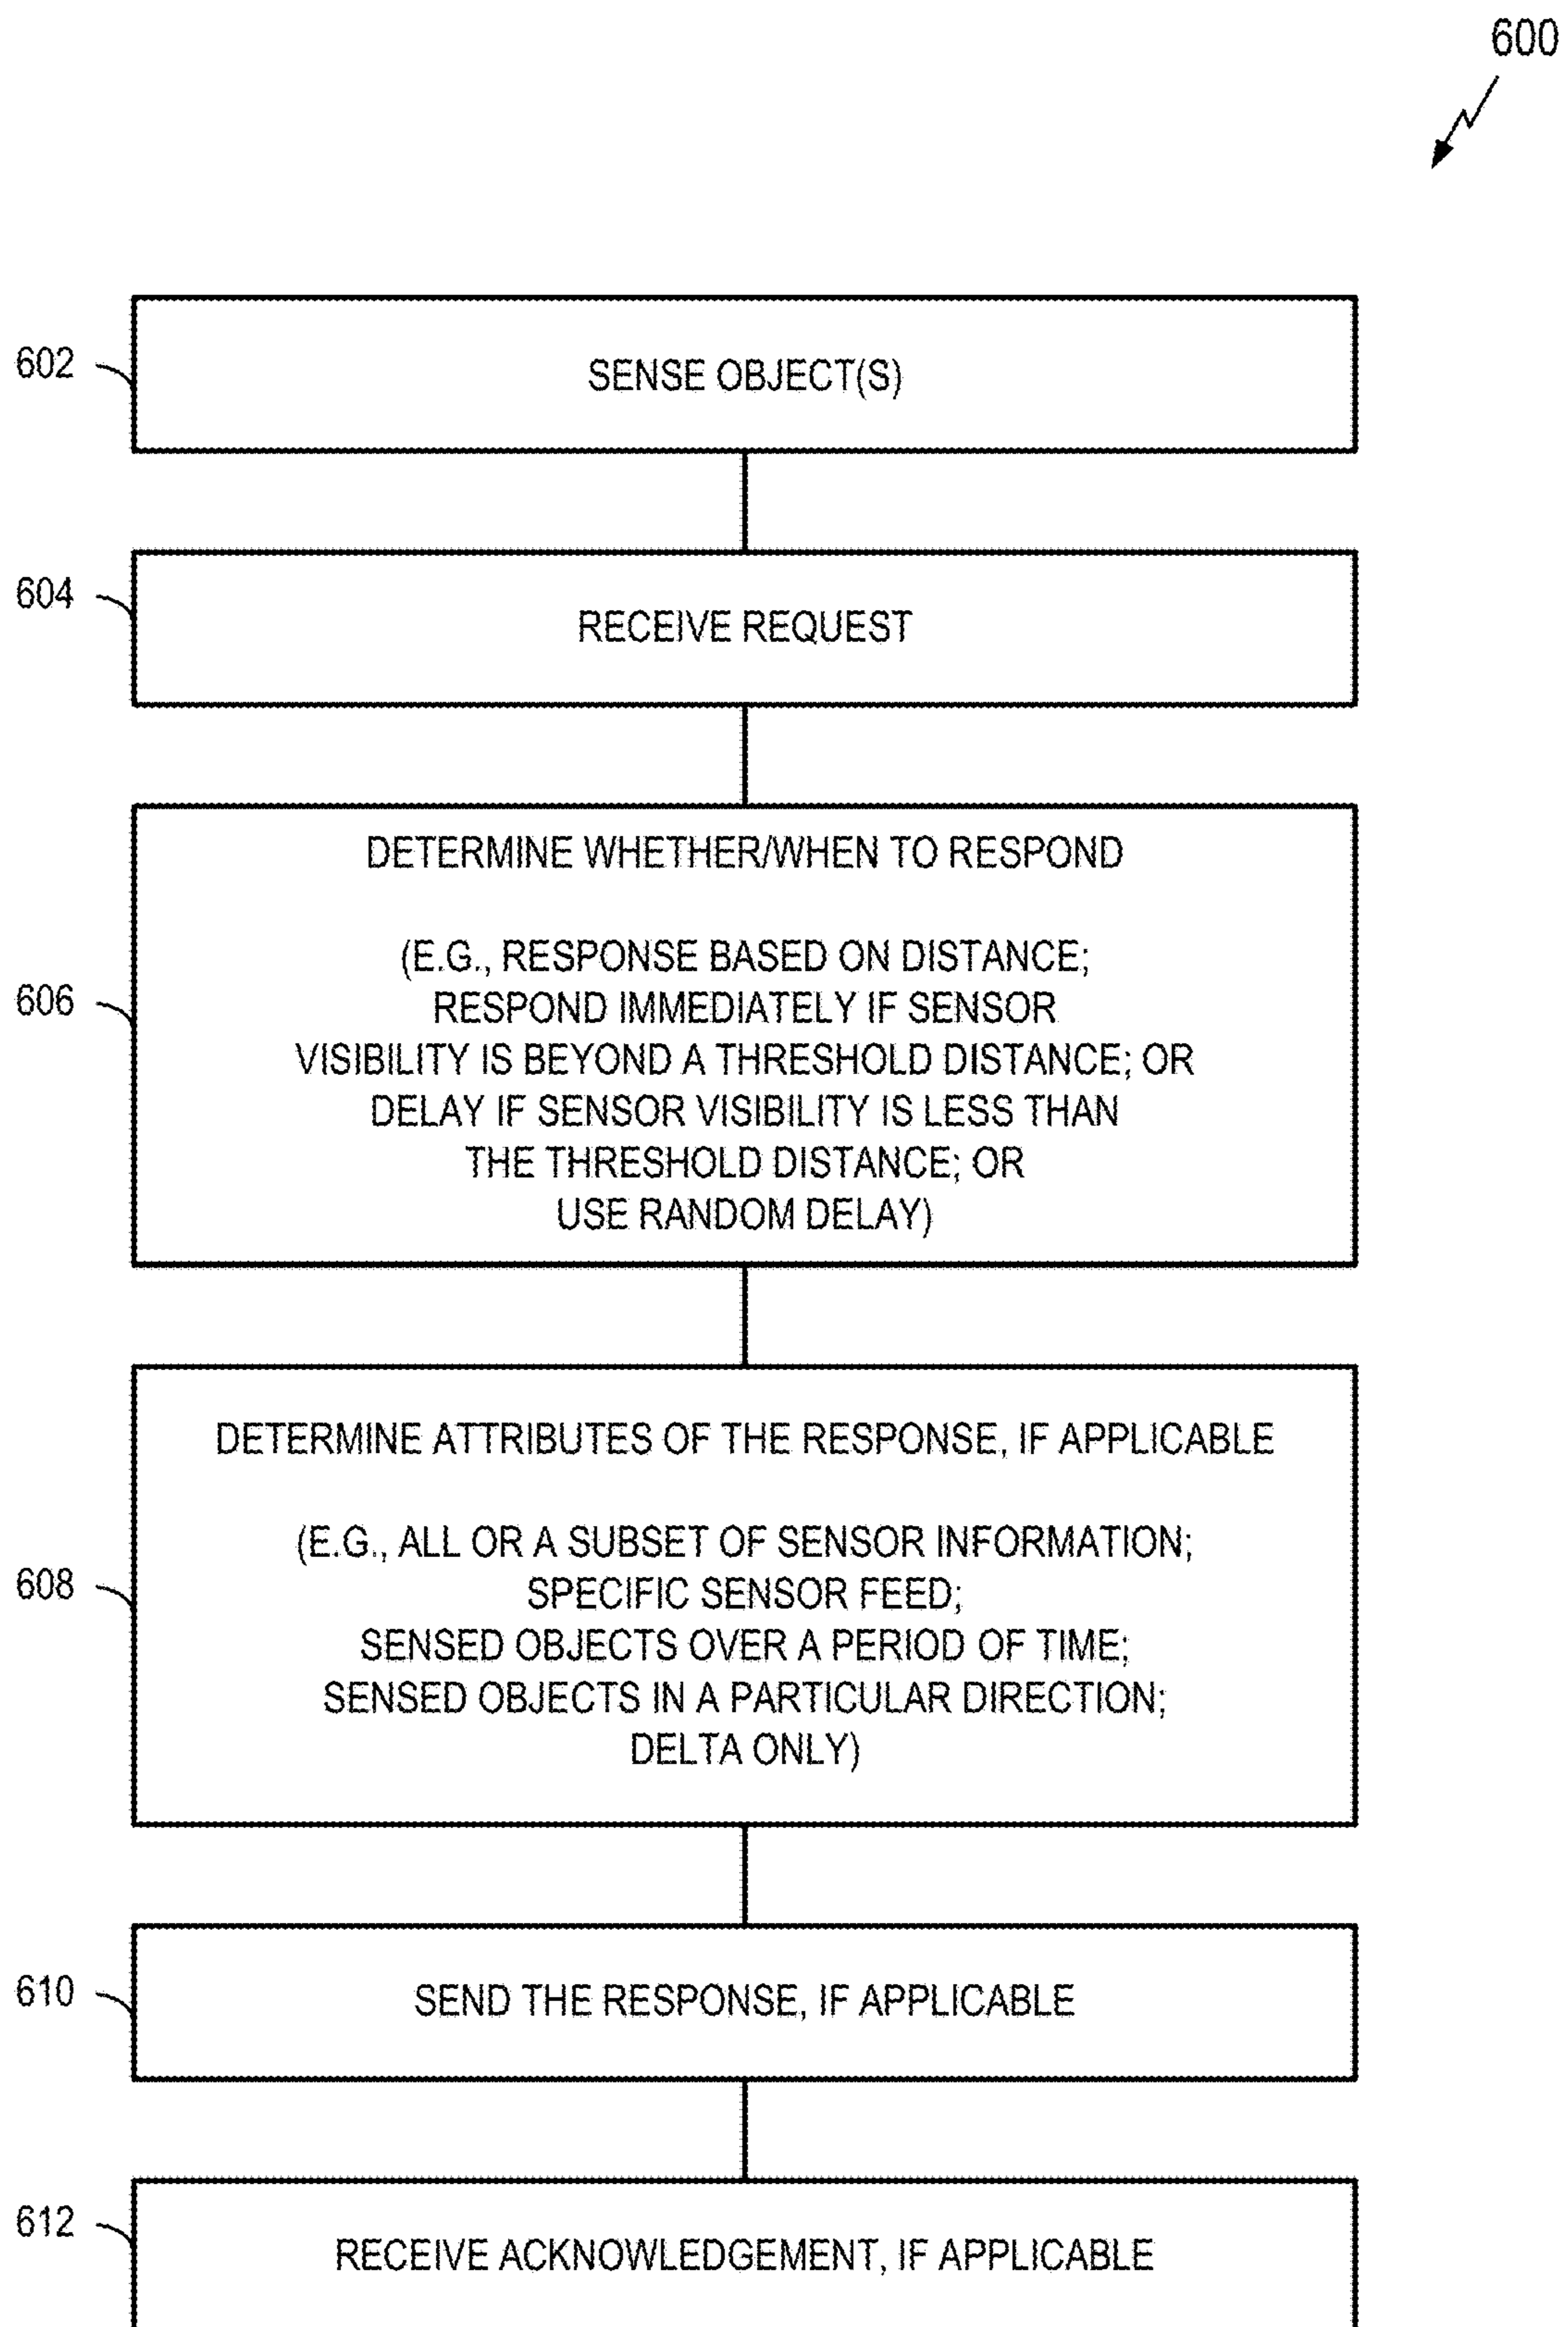 600
602
SENSE OBJECT(S)
604
RECEIVE REQUEST
606
DETERMINE WHETHER/WHEN TO RESPOND
(E.G., RESPONSE BASED ON DISTANCE;
RESPOND IMMEDIATELY IF SENSOR
VISIBILITY IS BEYOND A THRESHOLD DISTANCE; OR
DELAY IF SENSOR VISIBILITY IS LESS THAN
THE THRESHOLD DISTANCE; OR
USE RANDOM DELAY)
608
DETERMINE ATTRIBUTES OF THE RESPONSE, IF APPLICABLE
(E.G., ALL OR A SUBSET OF SENSOR INFORMATION;
SPECIFIC SENSOR FEED;
SENSED OBJECTS OVER A PERIOD OF TIME;
SENSED OBJECTS IN A PARTICULAR DIRECTION;
DELTA ONLY)
610
SEND THE RESPONSE, IF APPLICABLE
612
RECEIVE ACKNOWLEDGEMENT, IF APPLICABLE